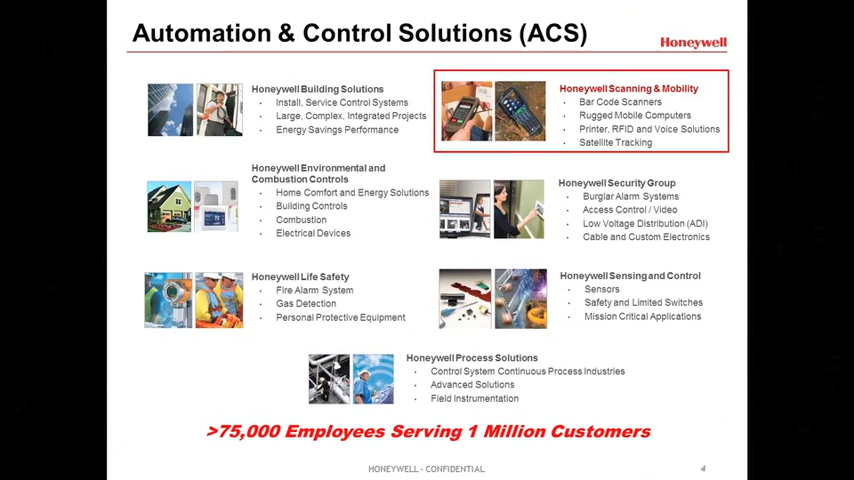 Automation & Control Solutions (ACS)
Honeywell
Honeywell Building Solutions
• Install, Service Control Systems
• Large, Complex, Integrated Projects
• Energy Savings Performance
Honeywell Scanning & Mobility
• Bar Code Scanners
• Rugged Mobile Computers
• Printer, RFID and Voice Solutions
• Satellite Tracking
Honeywell Environmental and
Combustion Controls
• Home Comfort and Energy Solutions
• Building Controls
• Combustion
• Electrical Devices
Honeywell Security Group
• Burglar Alarm Systems
• Access Control / Video
• Low Voltage Distribution (ADI)
• Cable and Custom Electronics
Honeywell Life Safety
• Fire Alarm System
• Gas Detection
• Personal Protective Equipment
Honeywell Sensing and Control
• Sensors
• Safety and Limited Switches
• Mission Critical Applications
Honeywell Process Solutions
• Control System Continuous Process Industries
• Advanced Solutions
• Field Instrumentation
>75,000 Employees Serving 1 Million Customers
HONEYWELL - CONFIDENTIAL
4